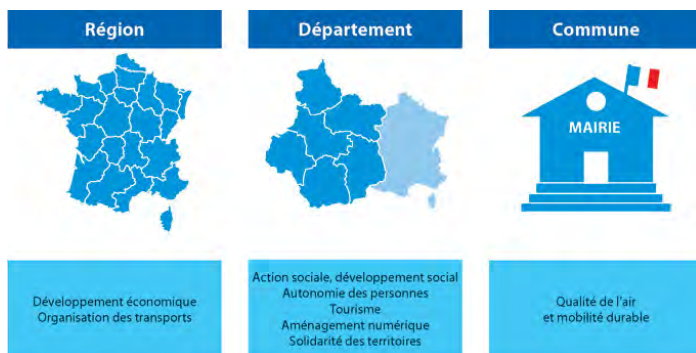 Région
Département
Commune
MAIRIE
Développement économique
Organisation des transports
Action sociale, développement social
Autonomie des personnes
Tourisme
Aménagement numérique
Solidarité des territoires
Qualité de l'air
et mobilité durable